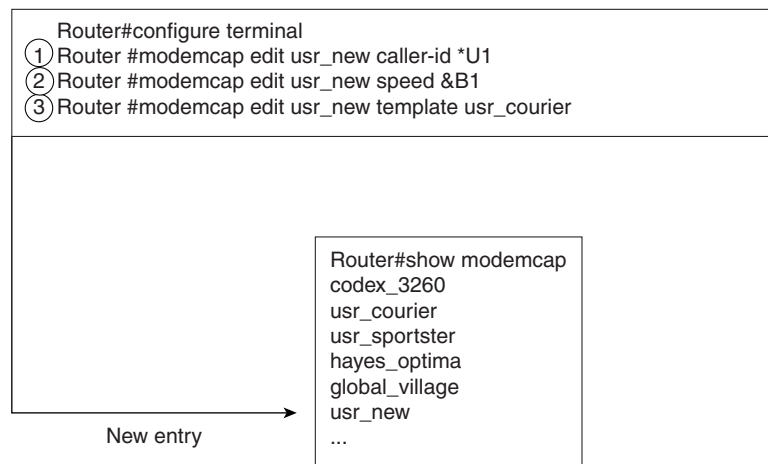 Router#configure terminal
1 Router #modemcap edit usr_new caller-id *U1
2 Router #modemcap edit usr_new speed &B1
3 Router #modemcap edit usr_new template usr_courier
Router#show modemcap
codex_3260
usr_courier
usr_sportster
hayes_optima
global_village
usr_new
...
New entry